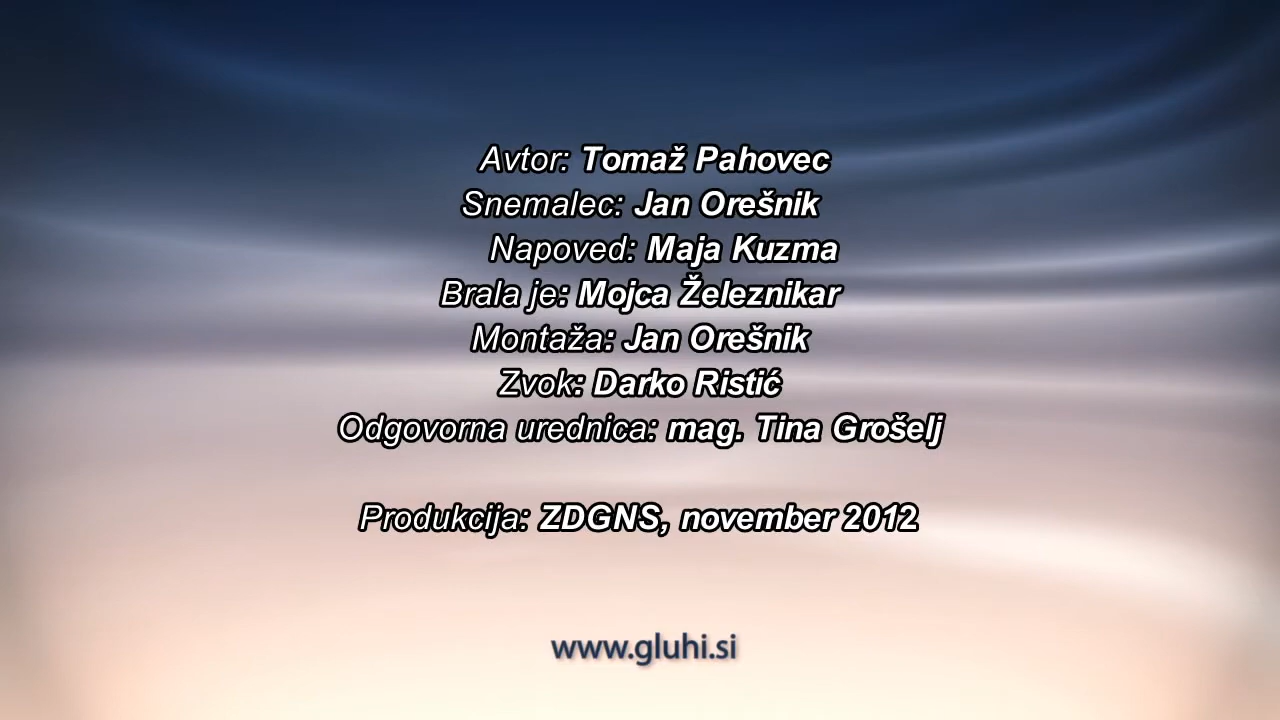 Avtor: Tomaž Pahovec
Snemalec: Jan Orešnik
Napoved: Maja Kuzma
Brala je: Mojca Železnikar
Montaža: Jan Orešnik
Zvok: Darko Ristić
Odgovorna urednica: mag. Tina Grošelj
Produkcija: ZDGNS, november 2012
www.gluhi.si